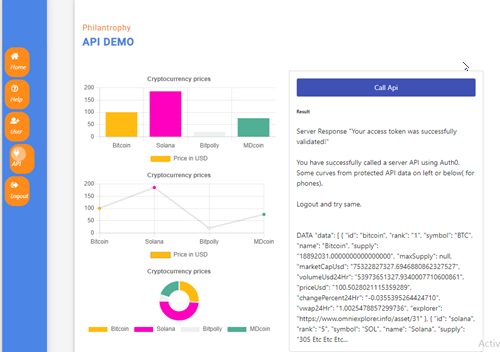 Philantrophy
API DEMO
Home
Help
User
API
Logout
Cryptocurrency prices
200
150
100
50
0
Bitcoin Solana Bitpolly MDcoin
Price in USD
Cryptocurrency prices
200
150
100
50
0
Bitcoin Solana Bitpolly MDcoin
Price in USD
Cryptocurrency prices
Bitcoin Solana Bitpolly MDcoin
Call Api
Result
Server Response "Your access token was successfully
validated!"
You have successfully called a server API using Auth0.
Some curves from protected API data on left or below( for
phones).
Logout and try same.
DATA "data": [ { "id": "bitcoin", "rank": "1", "symbol": "BTC",
"name": "Bitcoin", "supply":
"18892031.0000000000000000", "maxSupply": null,
"marketCapUsd": "75322827327.6946880862327527",
"volumeUsd24Hr": "53973651327.9340007710600861",
"priceUsd": "100.5028021115359289",
"changePercent24Hr": "-0.0355395264424710",
"vwap24Hr": "1.0025478857299736", "explorer":
"https://www.omniexplorer.info/asset/31" }, { "id": "solana",
"rank": "5", "symbol": "SOL", "name": "Solana", "supply":
"305 Etc Etc Etc...
Activ